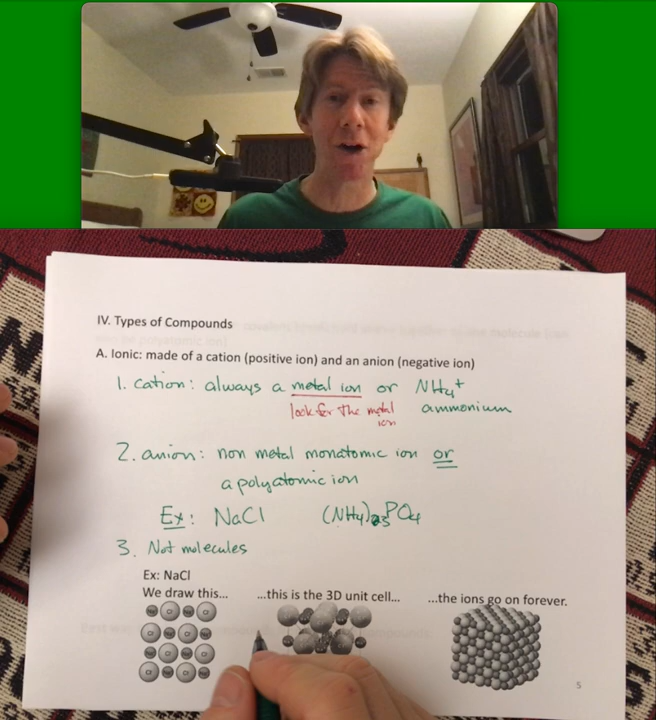 IV. Types of Compounds
A. Ionic: made of a cation (positive ion) and an anion (negative ion)
1. cation: always a metal ion or NH4+
look for the metal ion ammonium
2. anion: non metal monatomic ion or
a polyatomic ion
Ex: NaCl (NH4)3PO4
3. Not molecules
Ex: NaCl
We draw this... ...this is the 3D unit cell... ...the ions go on forever.
5